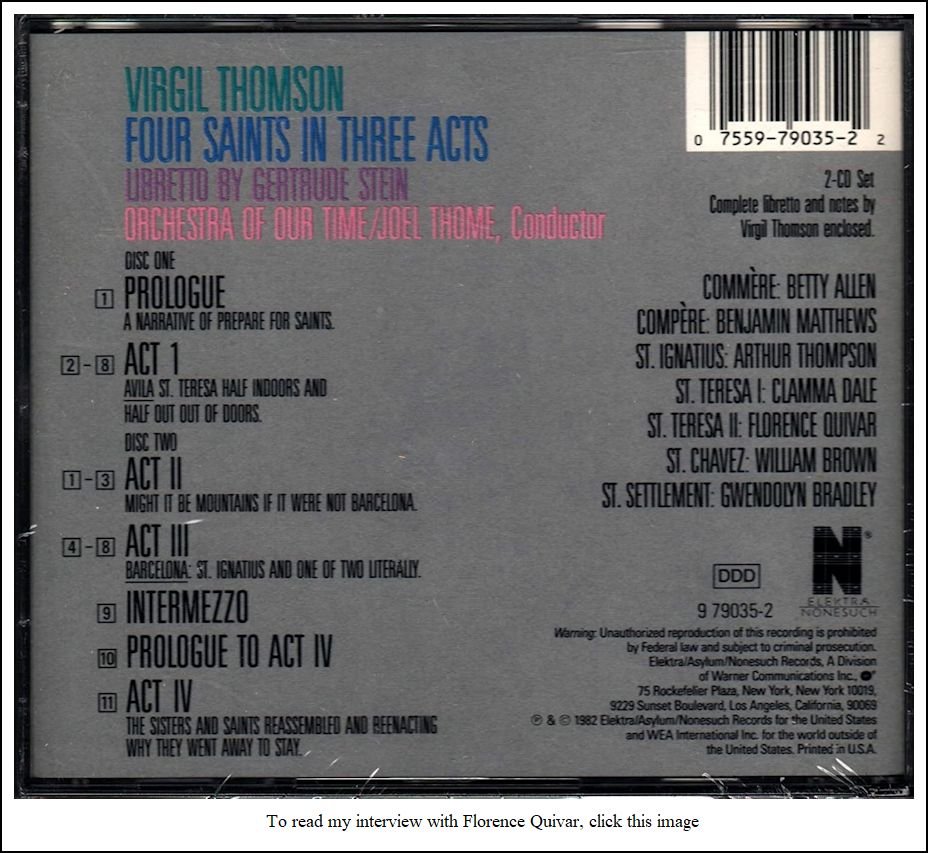 VIRGIL THOMSON
FOUR SAINTS IN THREE ACTS
LIBRETTO BY GERTRUDE STEIN
ORCHESTRA OF OUR TIME/JOEL THOME, Conductor
0 7559-79035-2 2
2-CD Set
Complete libretto and notes by
Virgil Thomson enclosed.
DISC ONE
1 PROLOGUE
A NARRATIVE OF PREPARE FOR SAINTS.
2-8 ACT 1
AVILA ST. TERESA HALF INDOORS AND
HALF OUT OUT OF DOORS.
DISC TWO
1-3 ACT II
MIGHT IT BE MOUNTAINS IF IT WERE NOT BARCELONA.
4-8 ACT III
BARCELONA: ST. IGNATIUS AND ONE OF TWO LITERALLY.
9 INTERMEZZO
10 PROLOGUE TO ACT IV
11 ACT IV
THE SISTERS AND SAINTS REASSEMBLED AND REENACTING
WHY THEY WENT AWAY TO STAY.
COMMÈRE: BETTY ALLEN
COMPÈRE: BENJAMIN MATTHEWS
ST. IGNATIUS: ARTHUR THOMPSON
ST. TERESA I: CLAMMA DALE
ST. TERESA II: FLORENCE QUIVAR
ST. CHAVEZ: WILLIAM BROWN
ST. SETTLEMENT: GWENDOLYN BRADLEY
N®
ELEKTRA
NONESUCH
DDD
9 79035-2
Warning: Unauthorized reproduction of this recording is prohibited
by Federal law and subject to criminal prosecution.
Elektra/Asylum/Nonesuch Records, A Division
of Warner Communications Inc.,
75 Rockefeller Plaza, New York, New York 10019,
9229 Sunset Boulevard, Los Angeles, California, 90069
℗ & © 1982 Elektra/Asylum/Nonesuch Records for the United States
and WEA International Inc. for the world outside of
the United States. Printed in U.S.A.
To read my interview with Florence Quivar, click this image